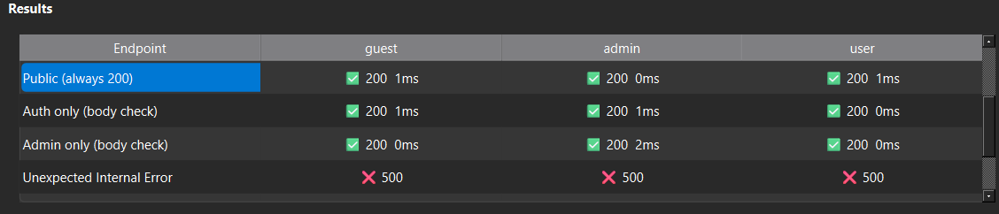 Results
Endpoint guest admin user
Public (always 200) ✅ 200 1ms ✅ 200 0ms ✅ 200 1ms
Auth only (body check) ✅ 200 1ms ✅ 200 1ms ✅ 200 0ms
Admin only (body check) ✅ 200 0ms ✅ 200 2ms ✅ 200 0ms
Unexpected Internal Error ❌ 500 ❌ 500 ❌ 500